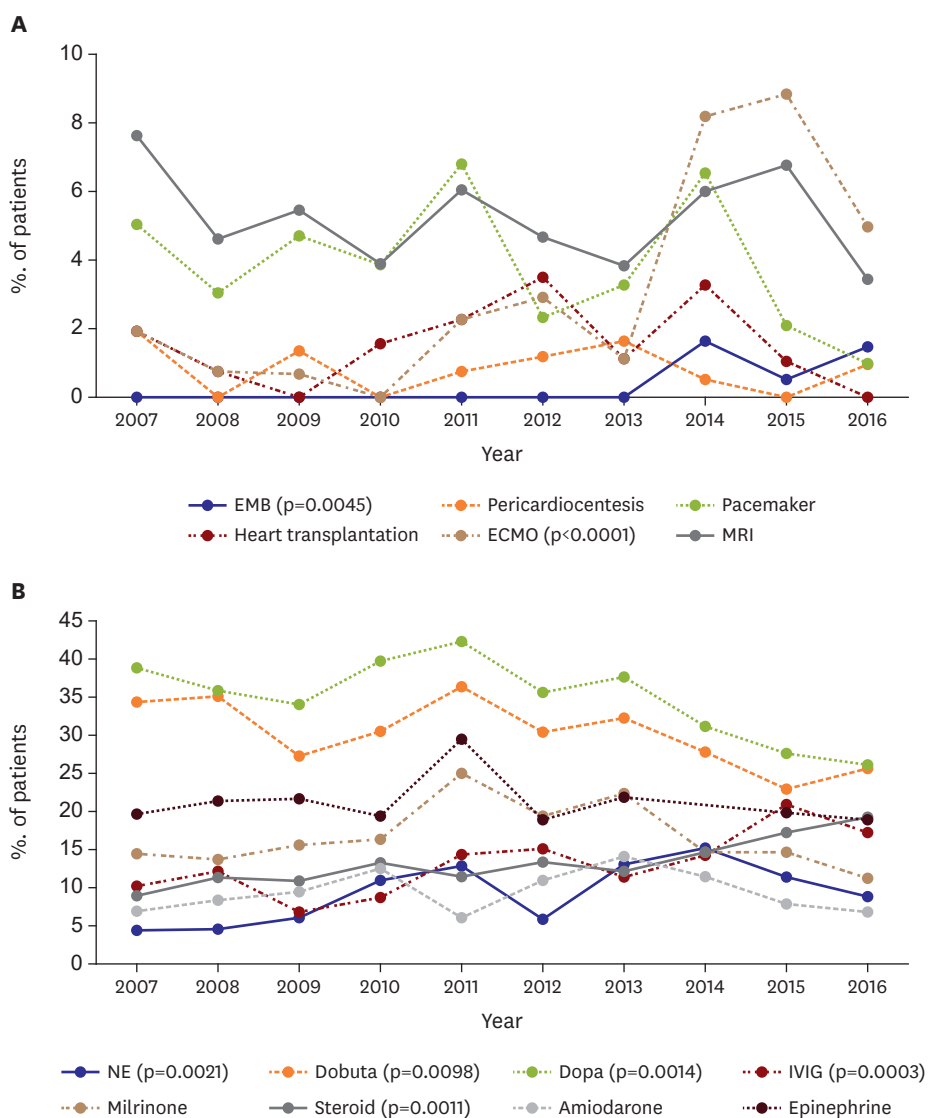 A
10
8
6
4
2
0
%. of patients
2007 2008 2009 2010 2011 2012 2013 2014 2015 2016
Year
EMB (p=0.0045) Pericardiocentesis Pacemaker
Heart transplantation ECMO (p<0.0001) MRI
B
45
40
35
30
25
20
15
10
5
0
%. of patients
2007 2008 2009 2010 2011 2012 2013 2014 2015 2016
Year
NE (p=0.0021) Dobuta (p=0.0098) Dopa (p=0.0014) IVIG (p=0.0003)
Milrinone Steroid (p=0.0011) Amiodarone Epinephrine